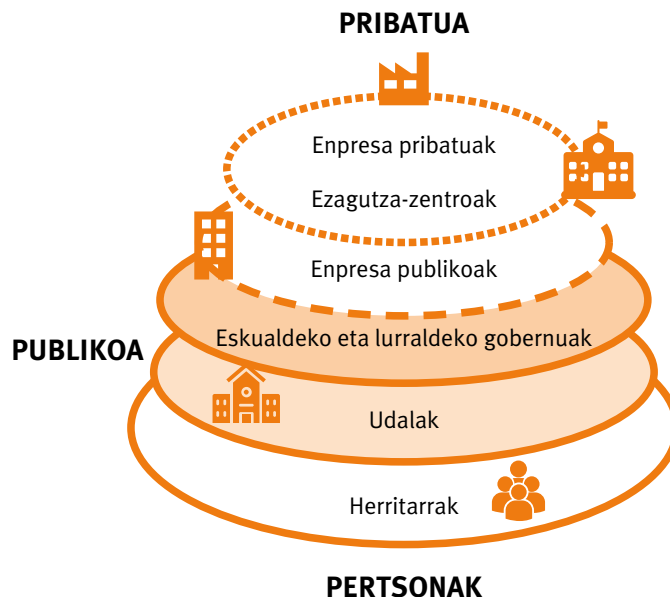 PRIBATUA
Enpresa pribatuak
Ezagutza-zentroak
Enpresa publikoak
Eskualdeko eta lurraldeko gobernuak
PUBLIKOA
Udalak
Herritarrak
PERTSONAK